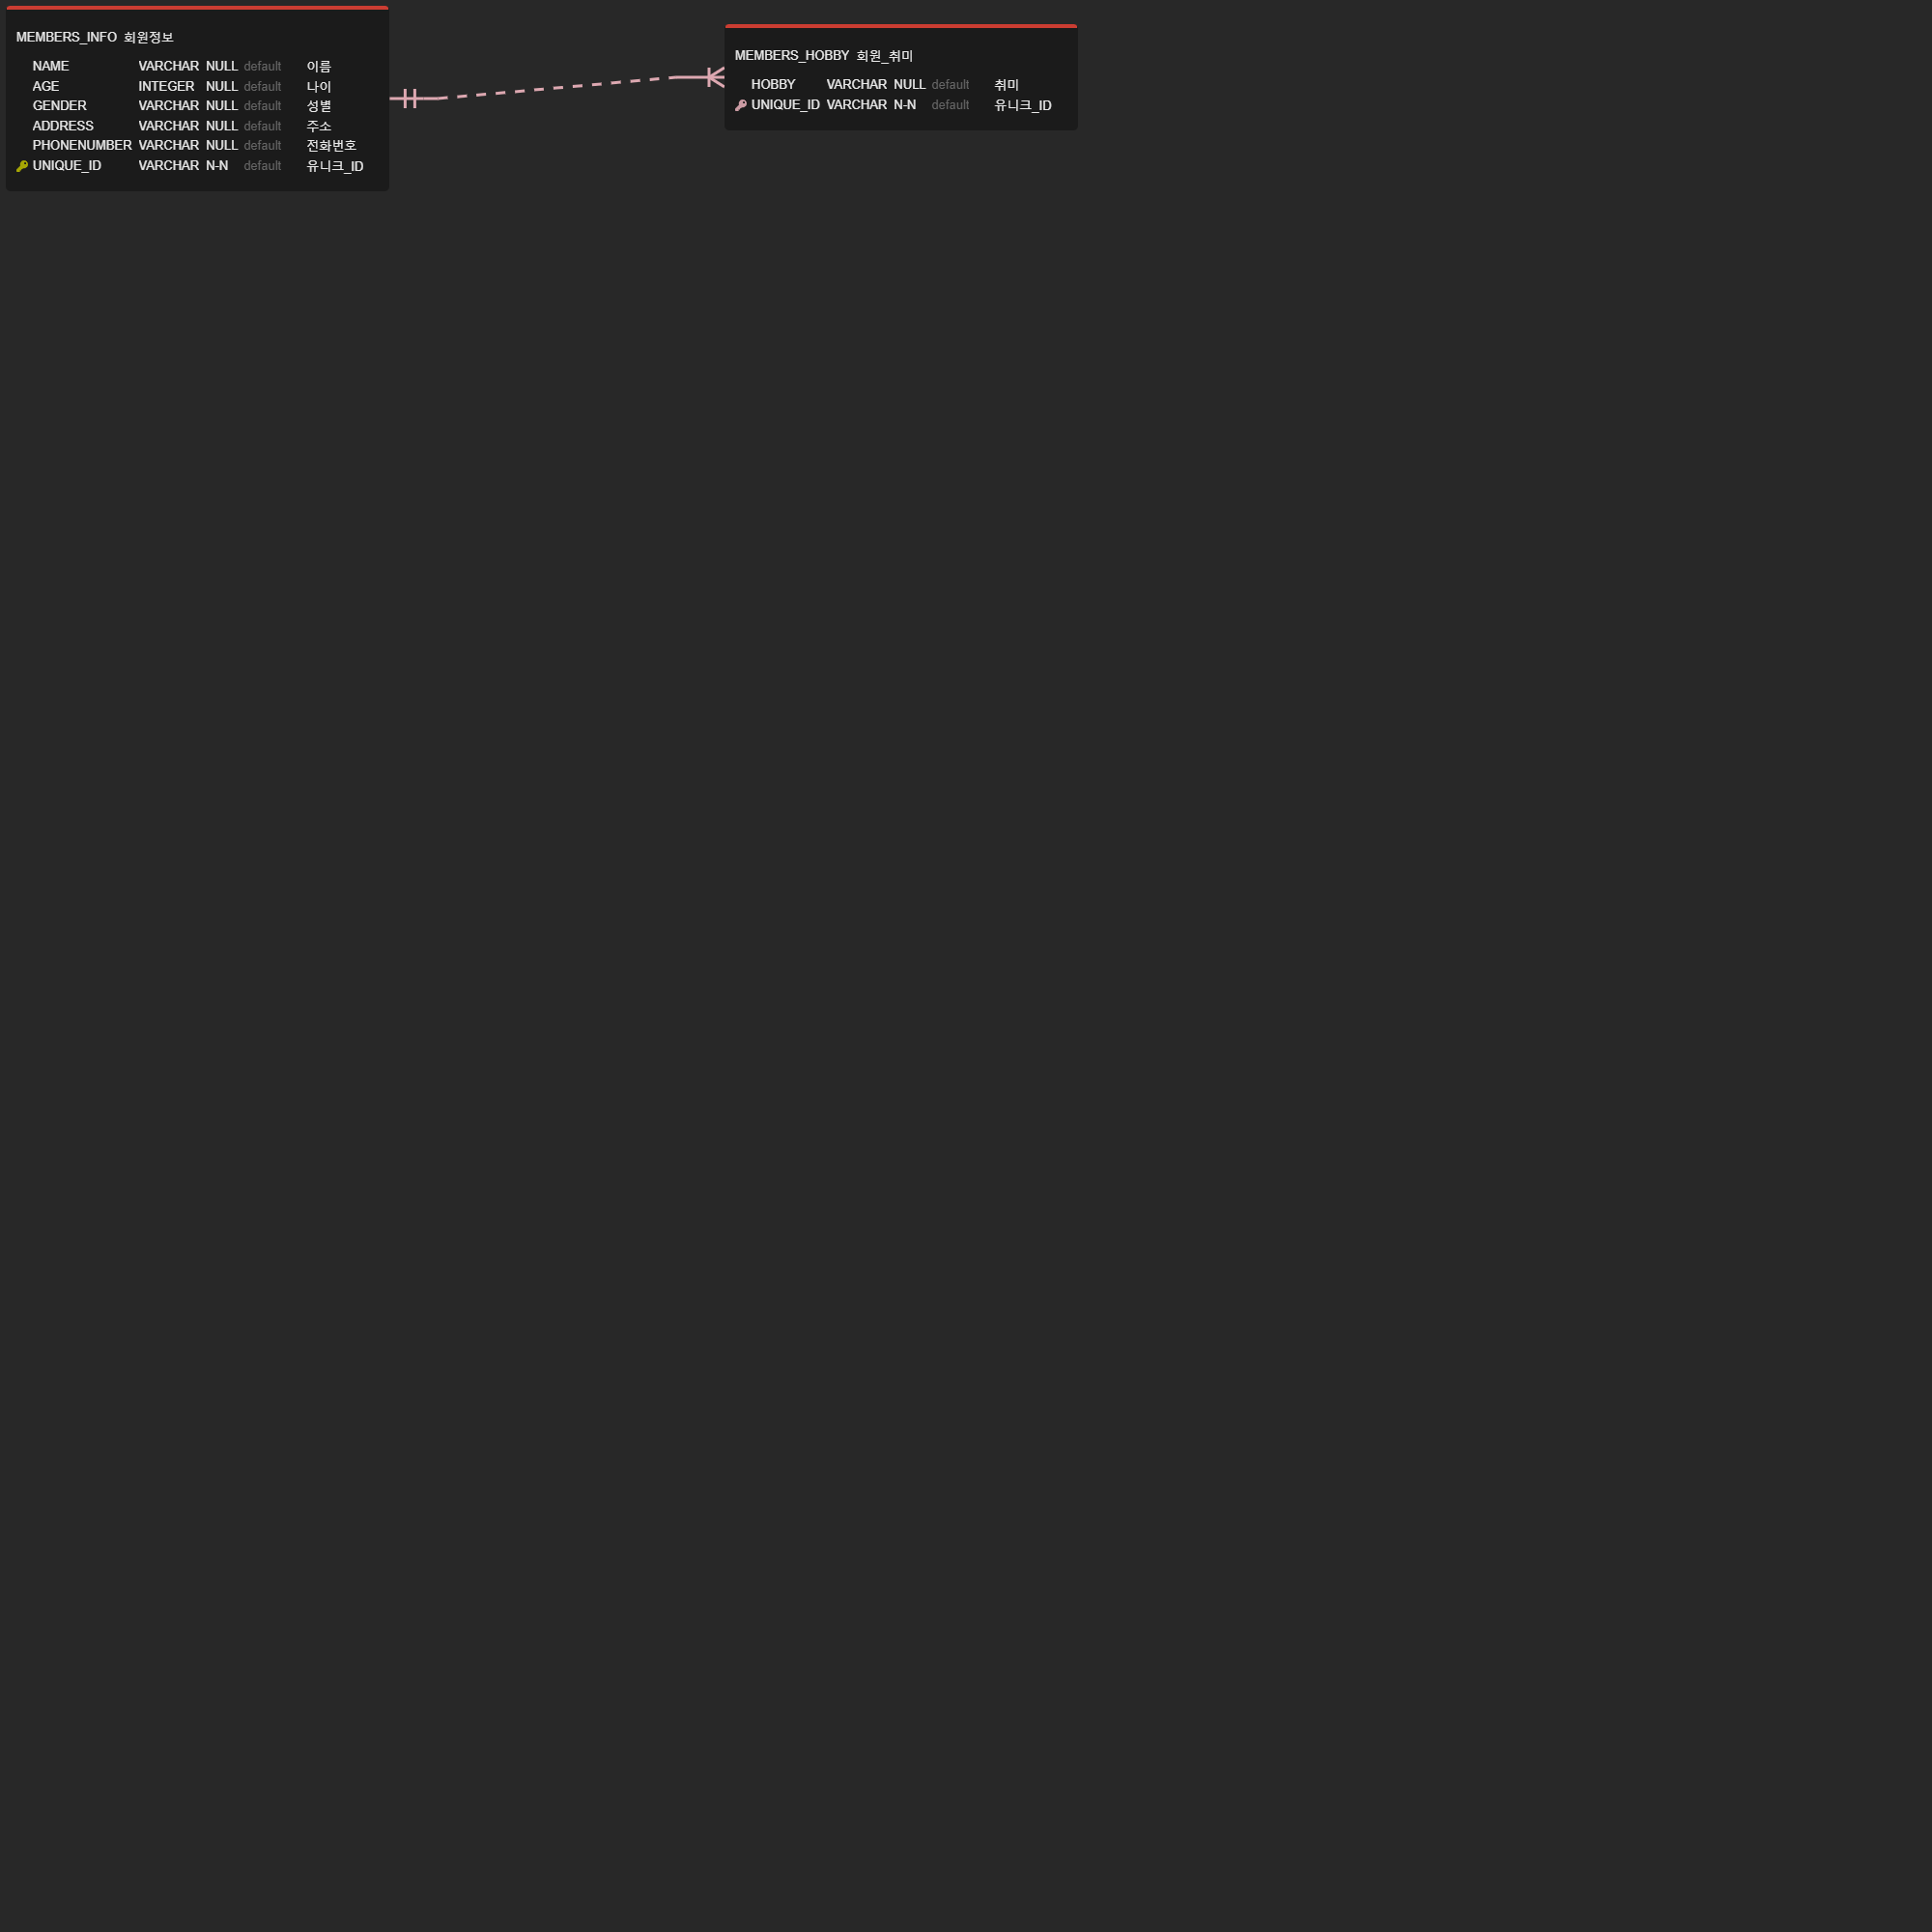 MEMBERS_INFO 회원정보
NAME VARCHAR NULL default 이름
AGE INTEGER NULL default 나이
GENDER VARCHAR NULL default 성별
ADDRESS VARCHAR NULL default 주소
PHONENUMBER VARCHAR NULL default 전화번호
UNIQUE_ID VARCHAR N-N default 유니크_ID
MEMBERS_HOBBY 회원_취미
HOBBY VARCHAR NULL default 취미
UNIQUE_ID VARCHAR N-N default 유니크_ID